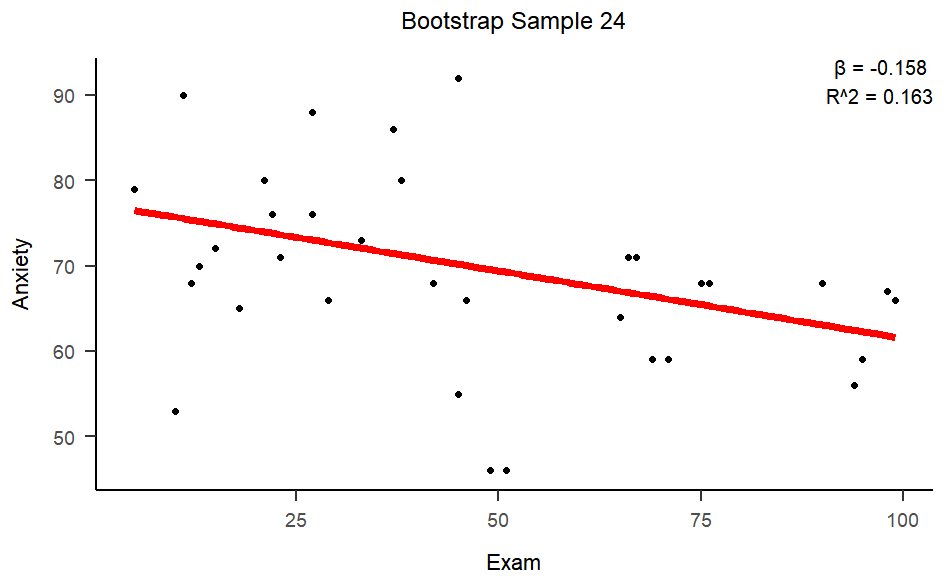 Bootstrap Sample 24
β = -0.158
R^2 = 0.163
90
80
70
60
50
Anxiety
25 50 75 100
Exam